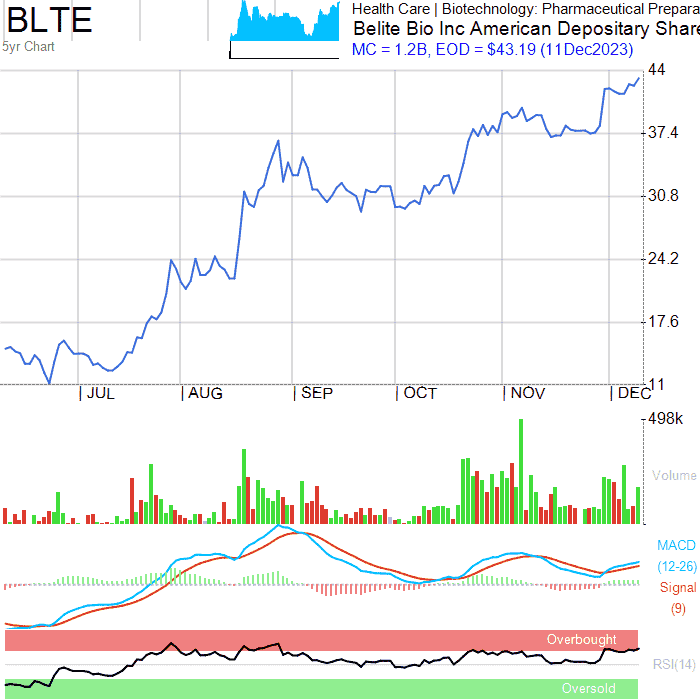 BLTE
5yr Chart
Health Care | Biotechnology: Pharmaceutical Prepara
Belite Bio Inc American Depositary Share
MC = 1.2B, EOD = $43.19 (11Dec2023)
44
37.4
30.8
24.2
17.6
11
JUL
AUG
SEP
OCT
NOV
DEC
498k
Volume
MACD
(12-26)
Signal
(9)
Overbought
RSI(14)
Oversold